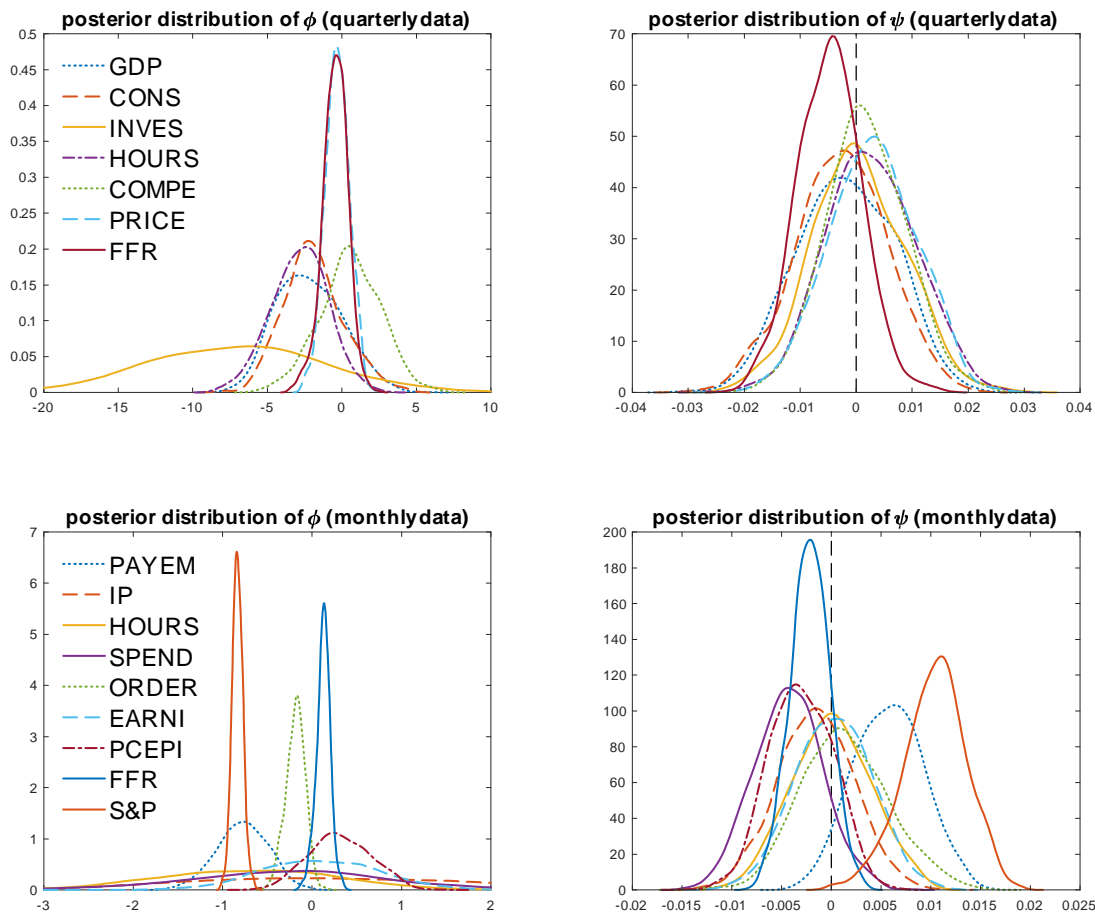 posterior distribution of ϕ (quarterly data)
0.5
0.45
0.4
0.35
0.3
0.25
0.2
0.15
0.1
0.05
0
GDP
CONS
INVES
HOURS
COMPE
PRICE
FFR
-20 -15 -10 -5 0 5 10
posterior distribution of ψ (quarterly data)
70
60
50
40
30
20
10
0
-0.04 -0.03 -0.02 -0.01 0 0.01 0.02 0.03 0.04
posterior distribution of ϕ (monthly data)
7
6
5
4
3
2
1
0
PAYEM
IP
HOURS
SPEND
ORDER
EARNI
PCEPI
FFR
S&P
-3 -2 -1 0 1 2
posterior distribution of ψ (monthly data)
200
180
160
140
120
100
80
60
40
20
0
-0.02 -0.015 -0.01 -0.005 0 0.005 0.01 0.015 0.02 0.025